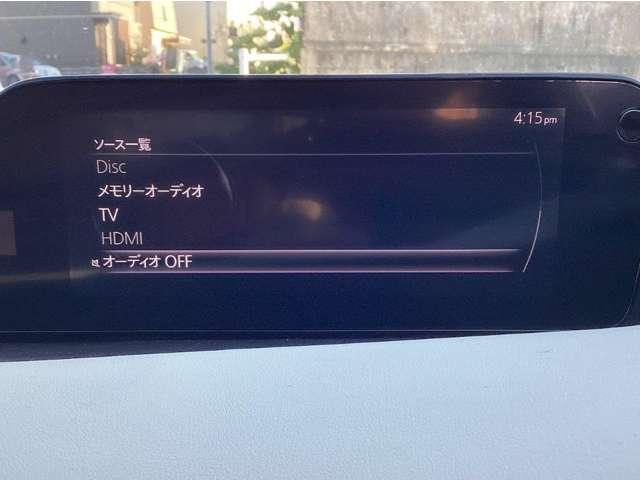 4:15pm
ソース一覧
Disc
メモリーオーディオ
TV
HDMI
オーディオ OFF